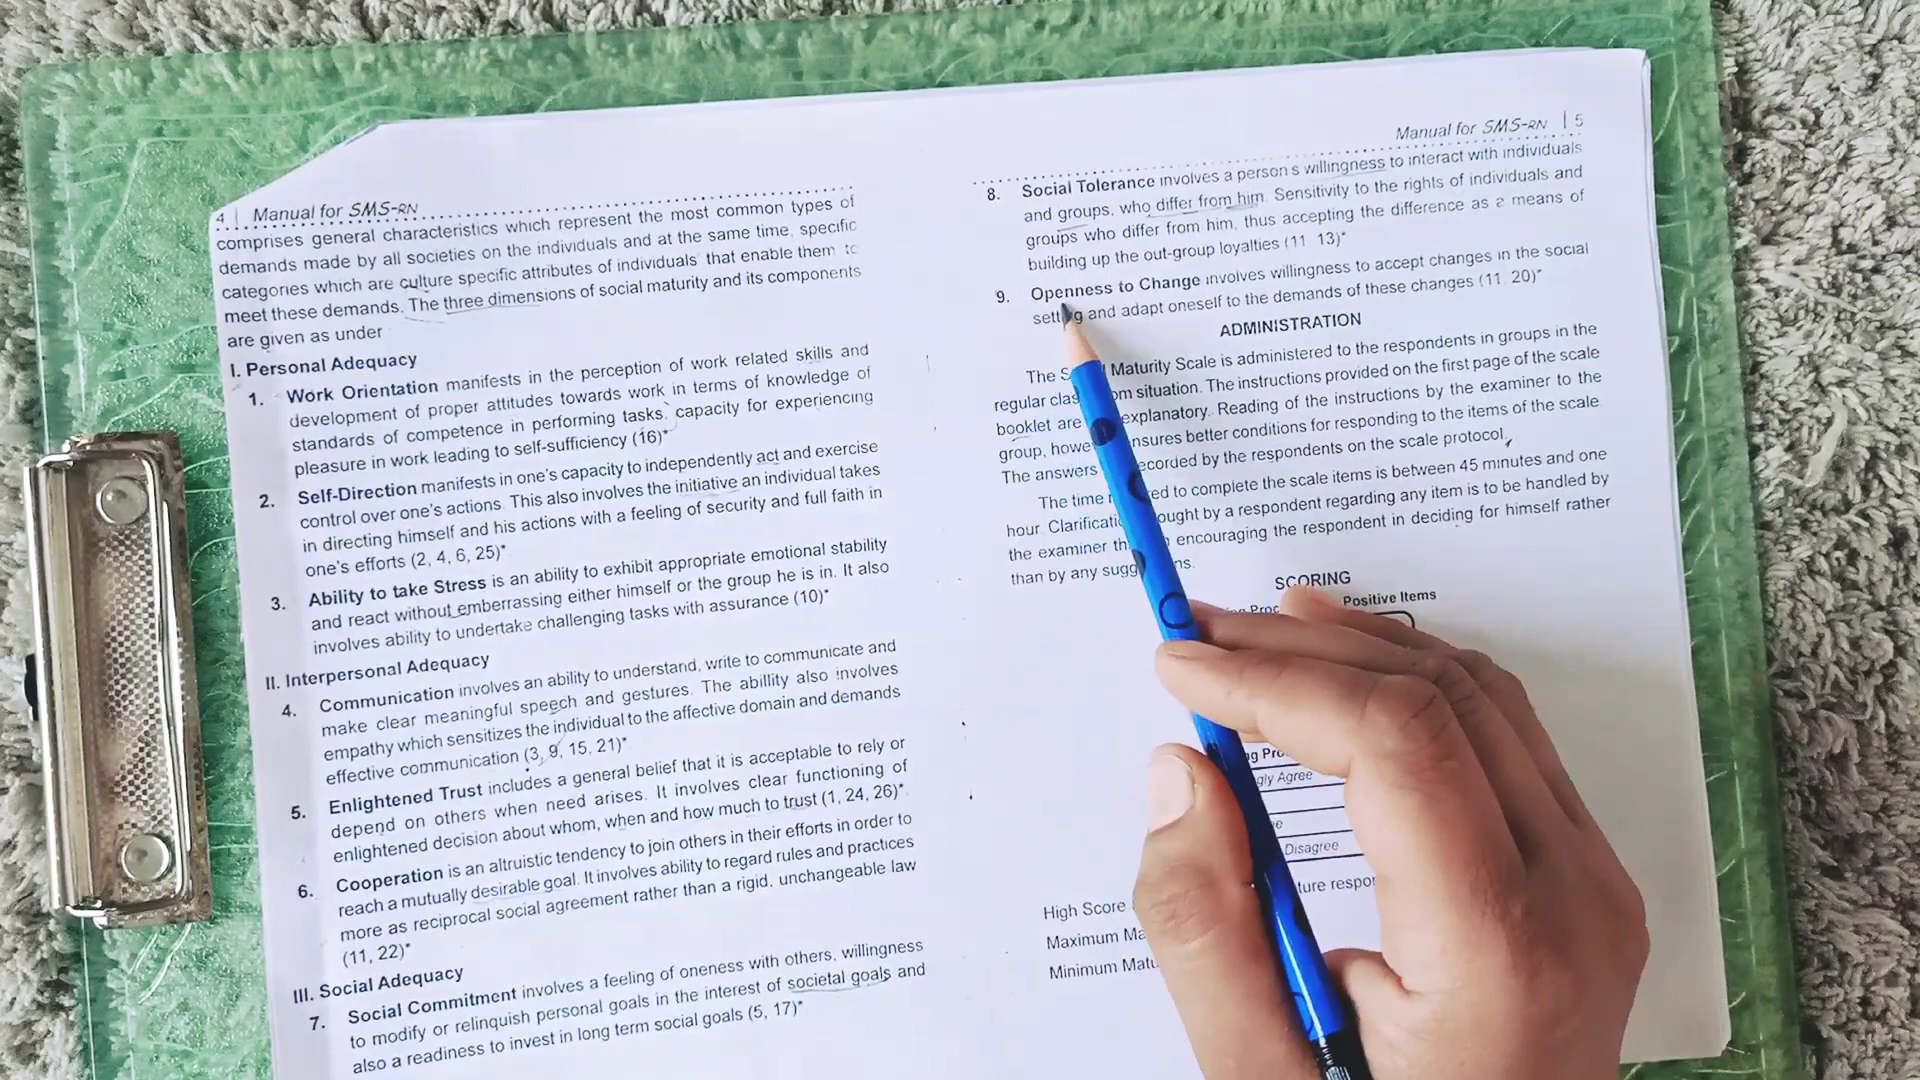 4 | Manual for SMS-RN
comprises general characteristics which represent the most common types of
demands made by all societies on the individuals and at the same time, specific
categories which are culture specific attributes of individuals that enable them to
meet these demands. The three dimensions of social maturity and its components
are given as under
I. Personal Adequacy
1. Work Orientation manifests in the perception of work related skills and
development of proper attitudes towards work in terms of knowledge of
standards of competence in performing tasks, capacity for experiencing
pleasure in work leading to self-sufficiency (16)*
2. Self-Direction manifests in one's capacity to independently act and exercise
control over one's actions. This also involves the initiative an individual takes
in directing himself and his actions with a feeling of security and full faith in
one's efforts (2, 4, 6, 25)*
3. Ability to take Stress is an ability to exhibit appropriate emotional stability
and react without emberrassing either himself or the group he is in. It also
involves ability to undertake challenging tasks with assurance (10)*
II. Interpersonal Adequacy
4. Communication involves an ability to understand, write to communicate and
make clear meaningful speech and gestures. The abillity also involves
empathy which sensitizes the individual to the affective domain and demands
effective communication (3, 9, 15, 21)*
5. Enlightened Trust includes a general belief that it is acceptable to rely or
depend on others when need arises. It involves clear functioning of
enlightened decision about whom, when and how much to trust (1, 24, 26)*.
6. Cooperation is an altruistic tendency to join others in their efforts in order to
reach a mutually desirable goal. It involves ability to regard rules and practices
more as reciprocal social agreement rather than a rigid, unchangeable law
(11, 22)*
III. Social Adequacy
7. Social Commitment involves a feeling of oneness with others, willingness
to modify or relinquish personal goals in the interest of societal goals and
also a readiness to invest in long term social goals (5, 17)*
Manual for SMS-RN | 5
8. Social Tolerance involves a person s willingness to interact with individuals
and groups, who differ from him. Sensitivity to the rights of individuals and
groups who differ from him, thus accepting the difference as a means of
building up the out-group loyalties (11 13)*
9. Openness to Change involves willingness to accept changes in the social
setting and adapt oneself to the demands of these changes (11, 20)*
ADMINISTRATION
The Maturity Scale is administered to the respondents in groups in the
regular situation. The instructions provided on the first page of the scale
booklet are explanatory. Reading of the instructions by the examiner to the
group, better conditions for responding to the items of the scale.
The answers by the respondents on the scale protocol.
The time to complete the scale items is between 45 minutes and one
hour. by a respondent regarding any item is to be handled by
the examiner encouraging the respondent in deciding for himself rather
than by any
SCORING
Positive Items
Agree
Disagree
High Score
Maximum
Minimum